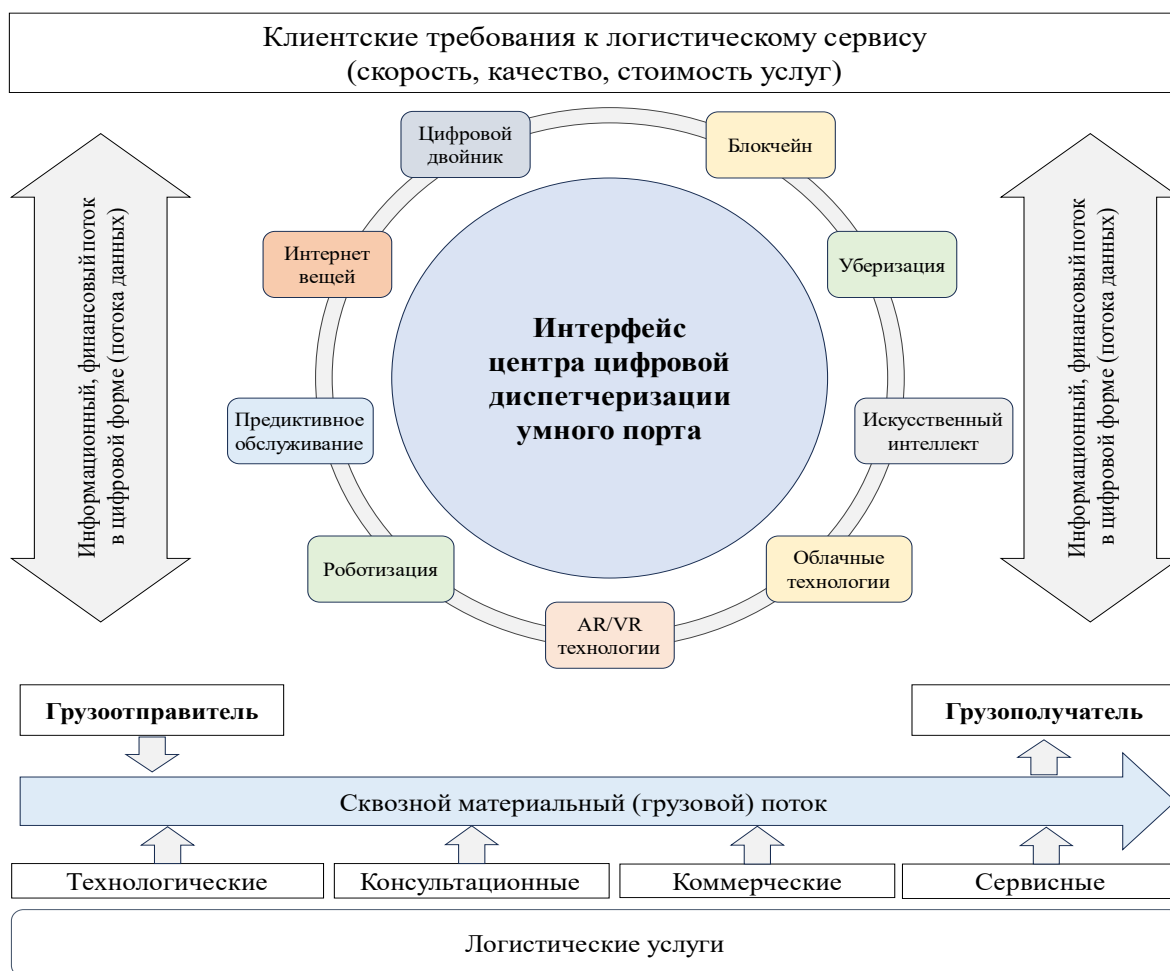 Клиентские требования к логистическому сервису
(скорость, качество, стоимость услуг)
Информационный, финансовый поток
в цифровой форме (потока данных)
Цифровой
двойник
Блокчейн
Интернет
вещей
Уберизация
Интерфейс
центра цифровой
диспетчеризации
умного порта
Предиктивное
обслуживание
Искусственный
интеллект
Роботизация
Облачные
технологии
AR/VR
технологии
Информационный, финансовый поток
в цифровой форме (потока данных)
Грузоотправитель
Грузополучатель
Сквозной материальный (грузовой) поток
Технологические
Консультационные
Коммерческие
Сервисные
Логистические услуги